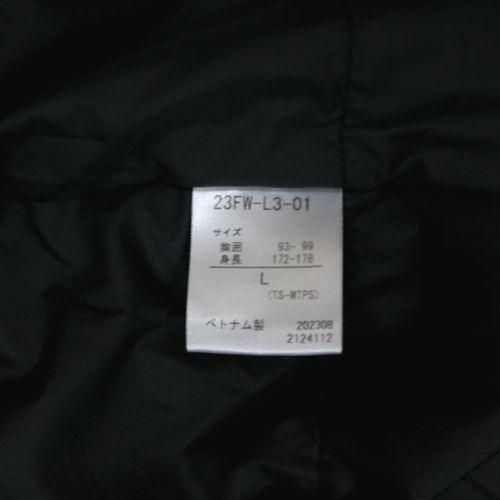 23FW-L3-01
サイズ
胸囲 93- 99
身長 172-178
L
(TS-MTPS)
ベトナム製 202308
2124112